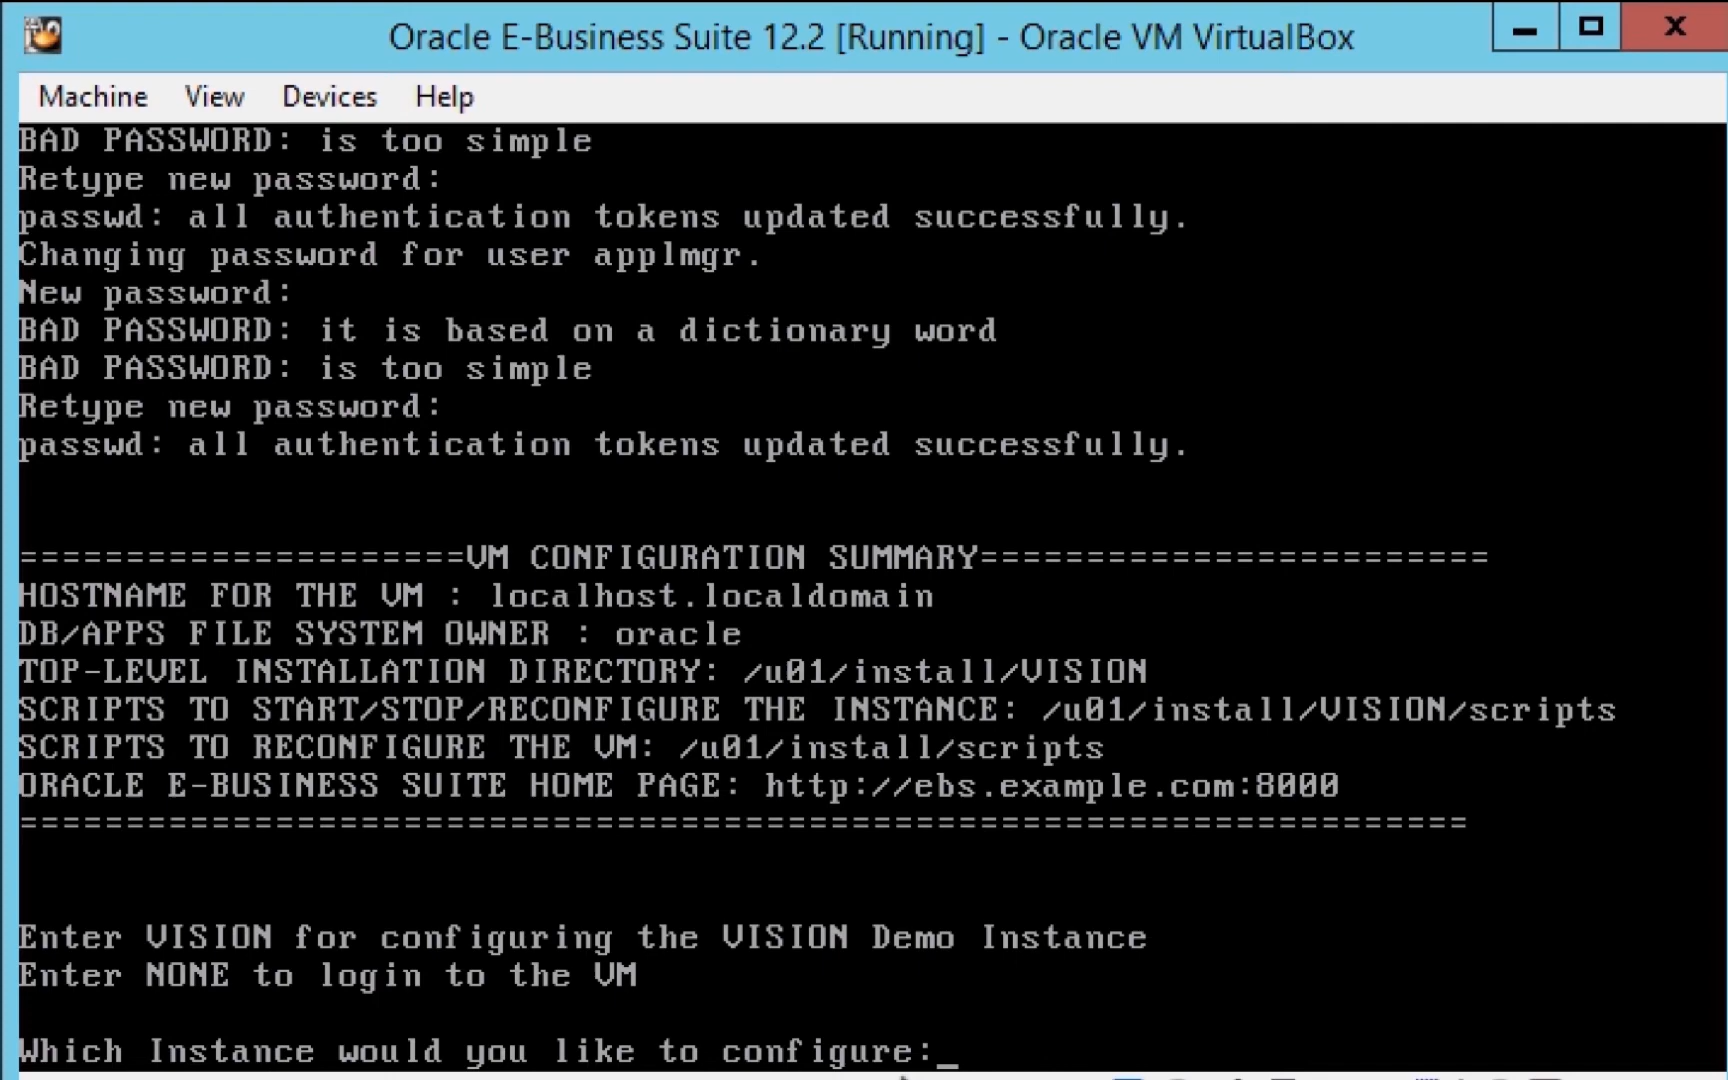 Oracle E-Business Suite 12.2 [Running] - Oracle VM VirtualBox
Machine View Devices Help
BAD PASSWORD: is too simple
Retype new password:
passwd: all authentication tokens updated successfully.
Changing password for user applmgr.
New password:
BAD PASSWORD: it is based on a dictionary word
BAD PASSWORD: is too simple
Retype new password:
passwd: all authentication tokens updated successfully.
=====================VM CONFIGURATION SUMMARY========================
HOSTNAME FOR THE VM : localhost.localdomain
DB/APPS FILE SYSTEM OWNER : oracle
TOP-LEVEL INSTALLATION DIRECTORY: /u01/install/VISION
SCRIPTS TO START/STOP/RECONFIGURE THE INSTANCE: /u01/install/VISION/scripts
SCRIPTS TO RECONFIGURE THE VM: /u01/install/scripts
ORACLE E-BUSINESS SUITE HOME PAGE: http://ebs.example.com:8000
====================================================================
Enter VISION for configuring the VISION Demo Instance
Enter NONE to login to the VM
Which Instance would you like to configure:_